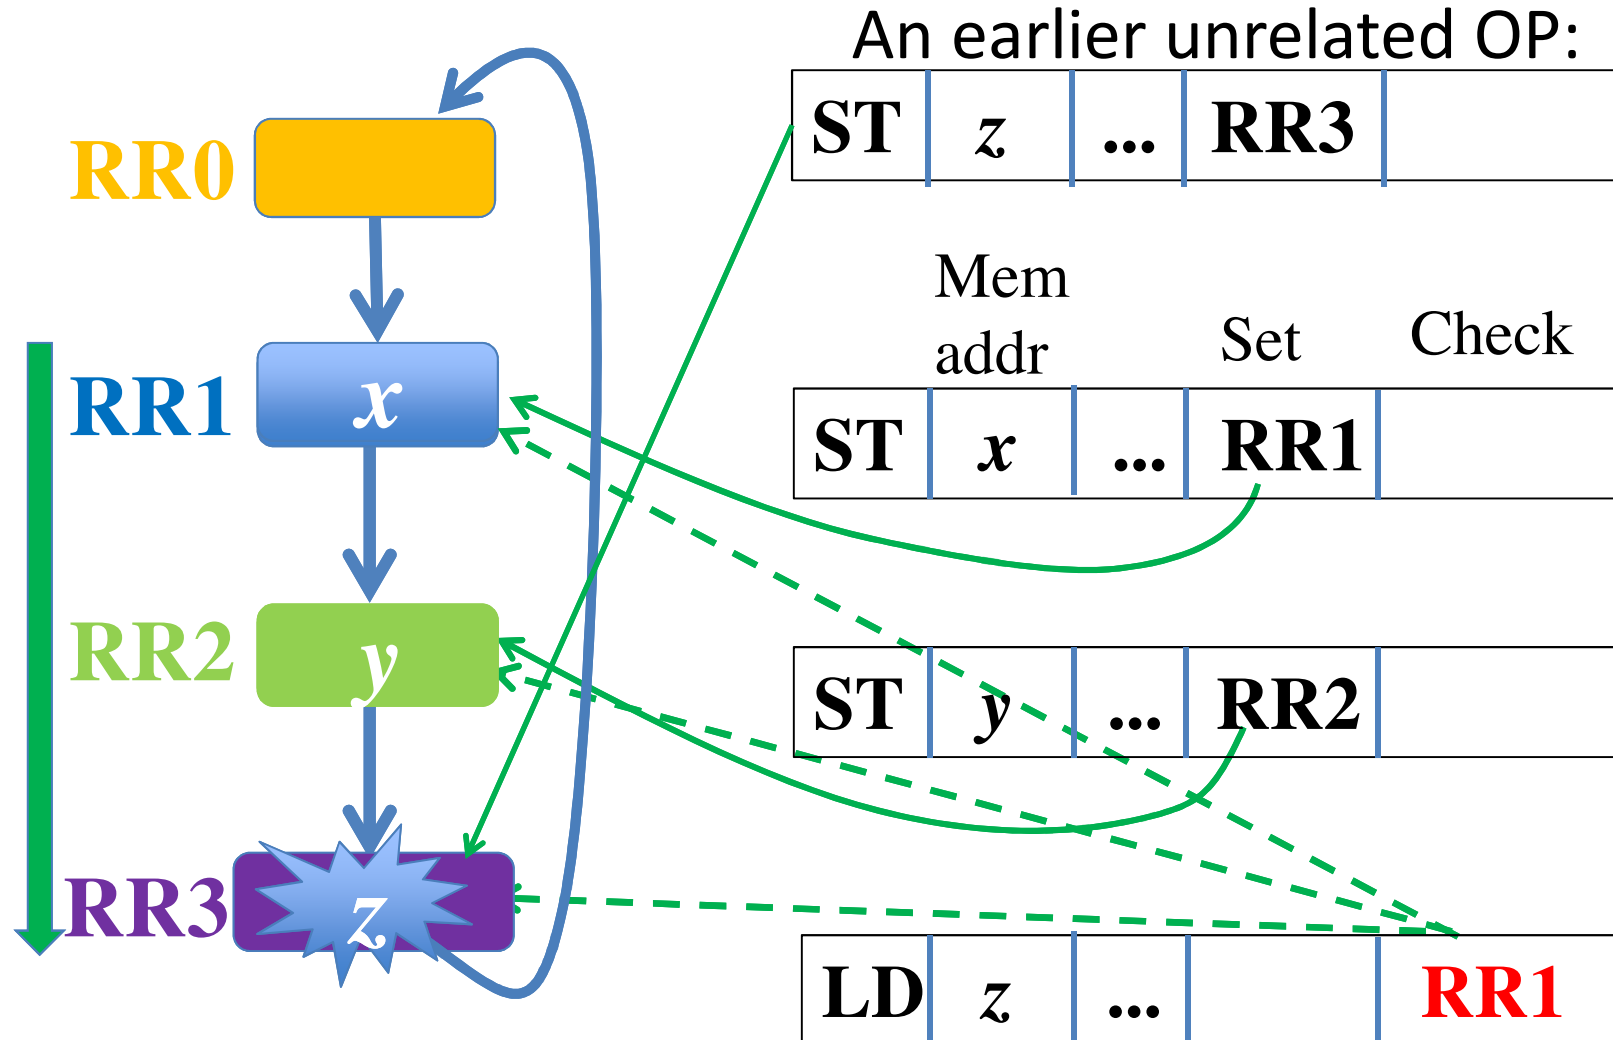 An earlier unrelated OP:
ST z ... RR3
RR0
Mem addr Set Check
RR1 x
ST x ... RR1
RR2 y
ST y ... RR2
RR3 z
LD z ... RR1